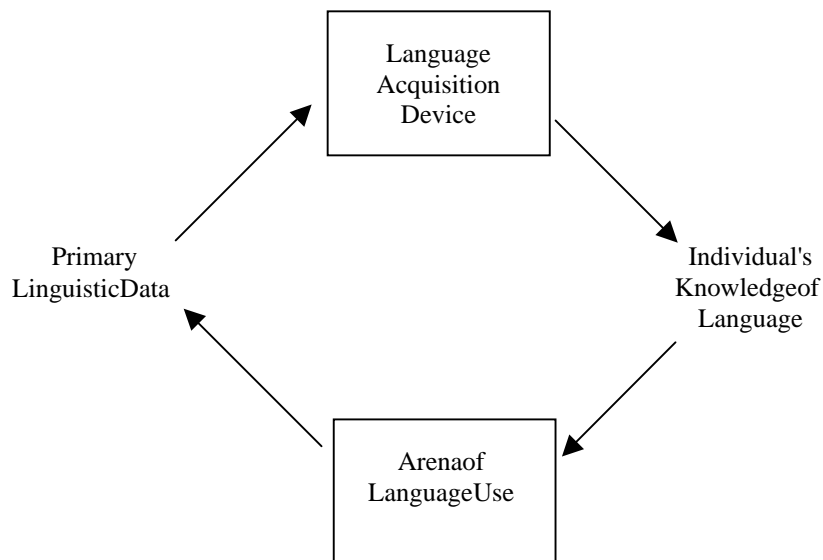 Language
Acquisition
Device
Primary
LinguisticData
Individual's
Knowledgeof
Language
Arenaof
LanguageUse